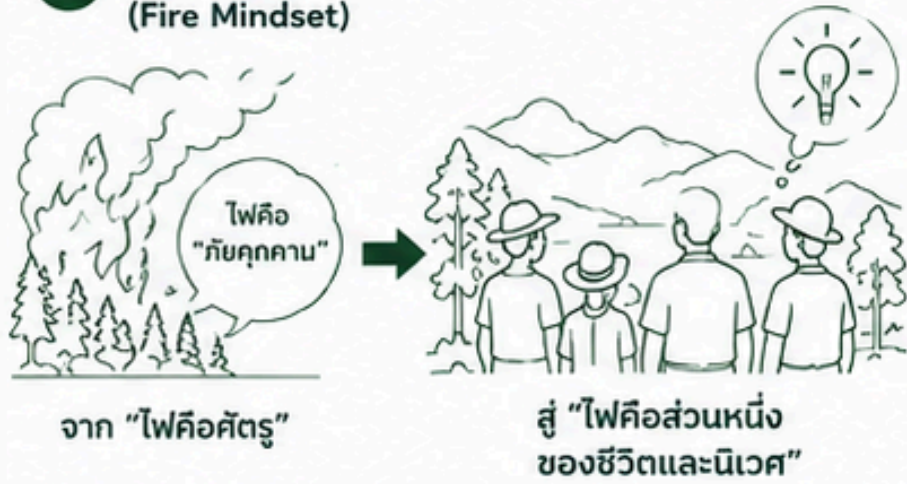 (Fire Mindset)
ไฟคือ
"ภัยคุกคาม"
จาก "ไฟคือศัตรู"
สู่ "ไฟคือส่วนหนึ่ง
ของชีวิตและนิเวศ"